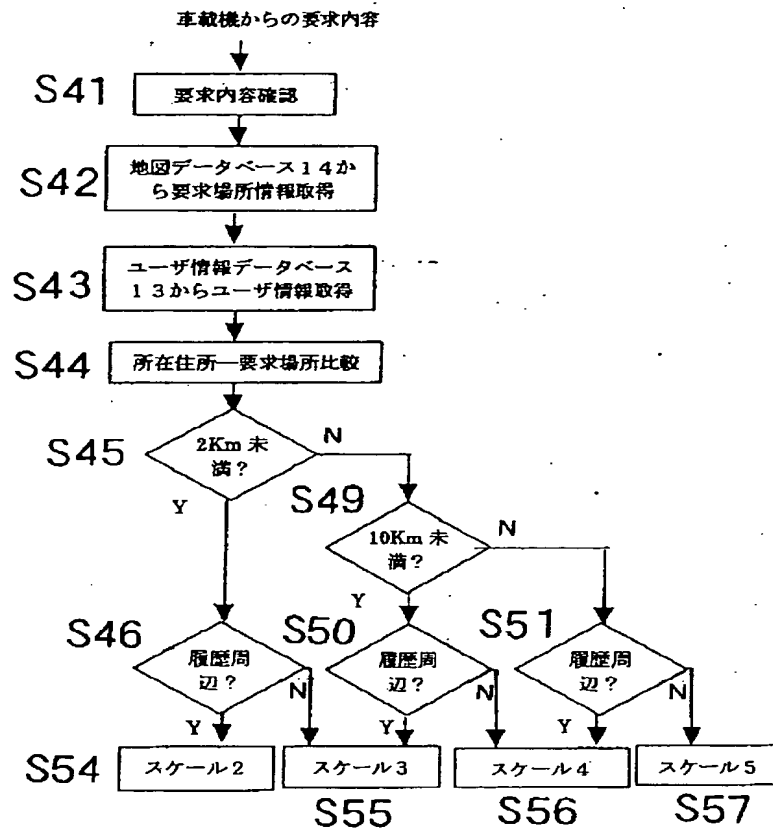 車載機からの要求内容
S41
要求内容確認
S42
地図データベース14か
ら要求場所情報取得
S43
ユーザ情報データベース
13からユーザ情報取得
S44
所在住所―要求場所比較
S45
2Km 未
満?
N
Y
S49
10Km 未
満?
N
Y
S46
履歴周
辺?
N
Y
S50
履歴周
辺?
N
Y
S51
履歴周
辺?
N
Y
S54
スケール2
スケール3
S55
スケール4
S56
スケール5
S57